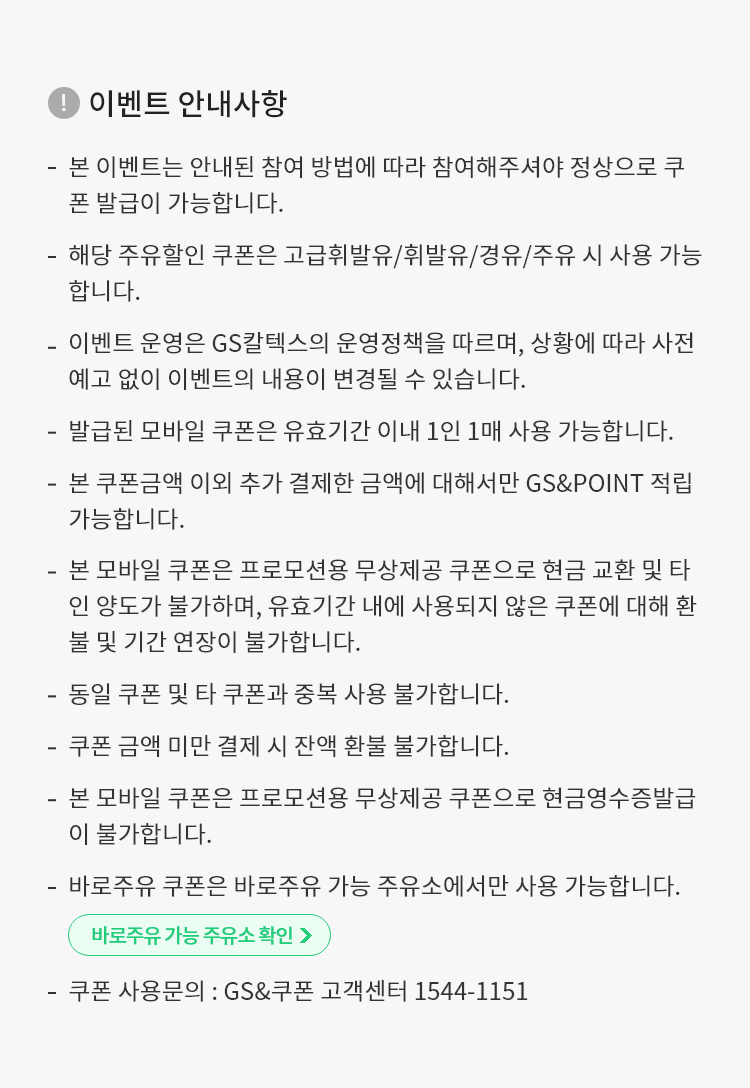 ! 이벤트 안내사항
- 본 이벤트는 안내된 참여 방법에 따라 참여해주셔야 정상으로 쿠
폰 발급이 가능합니다.
- 해당 주유할인 쿠폰은 고급휘발유/휘발유/경유/주유 시 사용 가능
합니다.
- 이벤트 운영은 GS칼텍스의 운영정책을 따르며, 상황에 따라 사전
예고 없이 이벤트의 내용이 변경될 수 있습니다.
- 발급된 모바일 쿠폰은 유효기간 이내 1인 1매 사용 가능합니다.
- 본 쿠폰금액 이외 추가 결제한 금액에 대해서만 GS&POINT 적립
가능합니다.
- 본 모바일 쿠폰은 프로모션용 무상제공 쿠폰으로 현금 교환 및 타
인 양도가 불가하며, 유효기간 내에 사용되지 않은 쿠폰에 대해 환
불 및 기간 연장이 불가합니다.
- 동일 쿠폰 및 타 쿠폰과 중복 사용 불가합니다.
- 쿠폰 금액 미만 결제 시 잔액 환불 불가합니다.
- 본 모바일 쿠폰은 프로모션용 무상제공 쿠폰으로 현금영수증발급
이 불가합니다.
- 바로주유 쿠폰은 바로주유 가능 주유소에서만 사용 가능합니다.
바로주유 가능 주유소 확인
- 쿠폰 사용문의 : GS&쿠폰 고객센터 1544-1151